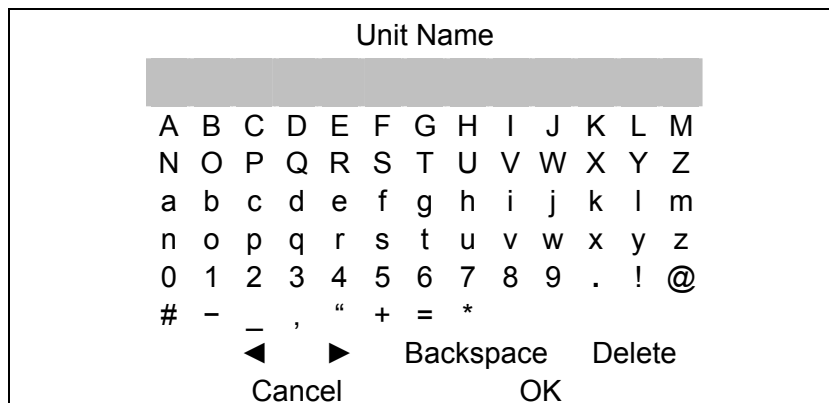 Unit Name
A B C D E F G H I J K L M
N O P Q R S T U V W X Y Z
a b c d e f g h i j k l m
n o p q r s t u v w x y z
0 1 2 3 4 5 6 7 8 9 . ! @
# − _ , “ + = *
◄ ► Backspace Delete
Cancel OK